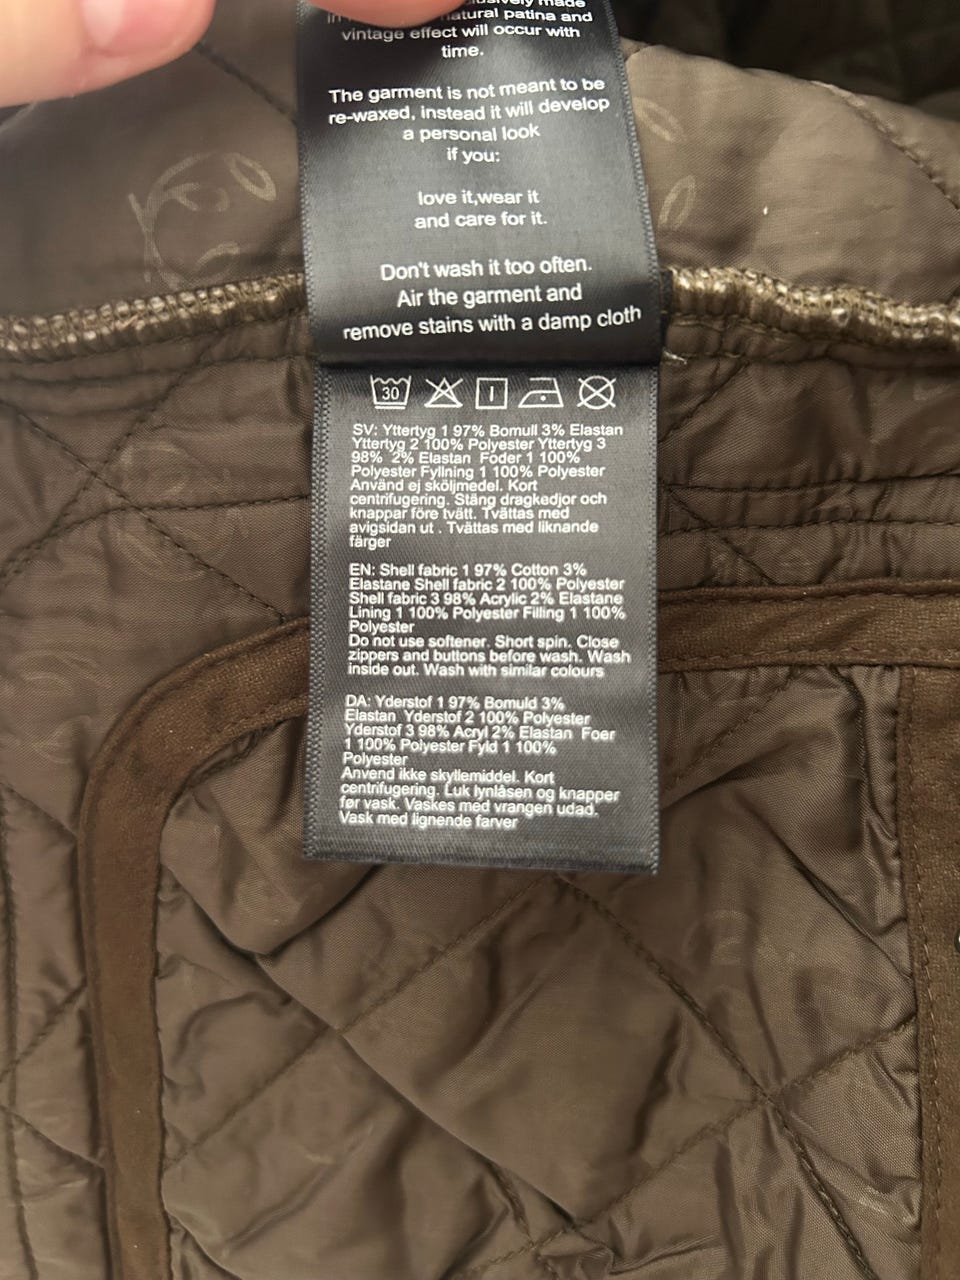 made
natural patina and
vintage effect will occur with
time.
The garment is not meant to be
re-waxed, instead it will develop
a personal look
if you:
love it,wear it
and care for it.
Don't wash it too often.
Air the garment and
remove stains with a damp cloth
30
SV: Yttertyg 1 97% Bomull 3% Elastan
Yttertyg 2 100% Polyester Yttertyg 3
98% 2% Elastan Foder 1 100%
Polyester Fyllning 1 100% Polyester
Använd ej sköljmedel. Kort
centrifugering. Stäng dragkedjor och
knappar före tvätt. Tvättas med
avigsidan ut . Tvättas med liknande
färger
EN: Shell fabric 1 97% Cotton 3%
Elastane Shell fabric 2 100% Polyester
Shell fabric 3 98% Acrylic 2% Elastane
Lining 1 100% Polyester Filling 1 100%
Polyester
Do not use softener. Short spin. Close
zippers and buttons before wash. Wash
inside out. Wash with similar colours
DA: Yderstof 1 97% Bomuld 3%
Elastan Yderstof 2 100% Polyester
Yderstof 3 98% Acryl 2% Elastan Foer
1 100% Polyester Fyld 1 100%
Polyester
Anvend ikke skyllemiddel. Kort
centrifugering. Luk lynlåsen og knapper
før vask. Vaskes med vrangen udad.
Vask med lignende farver